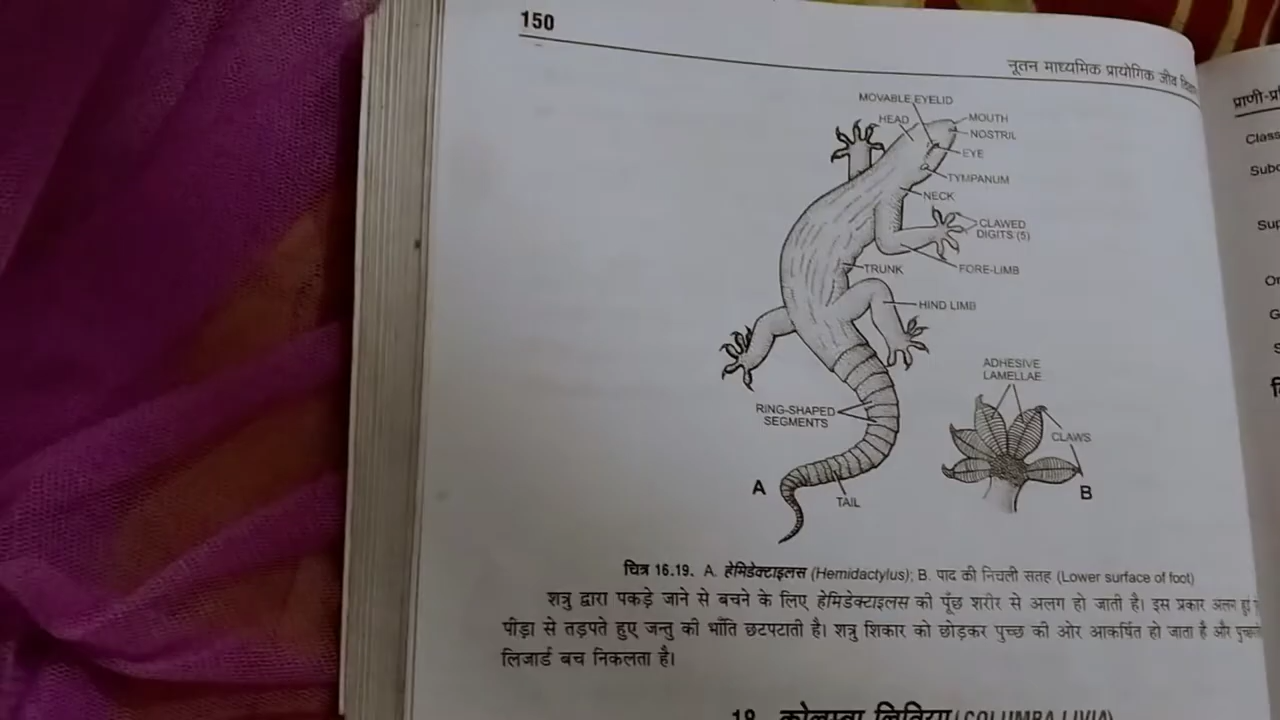 150
नूतन माध्यमिक प्रायोगिक जीव
MOVABLE EYELID
HEAD
MOUTH
NOSTRIL
EYE
TYMPANUM
NECK
CLAWED
DIGITS (5)
TRUNK
FORE-LIMB
HIND LIMB
ADHESIVE
LAMELLAE
RING-SHAPED
SEGMENTS
CLAWS
A
B
TAIL
चित्र 16.19. A. हेमिडेक्टाइलस (Hemidactylus); B. पाद की निचली सतह (Lower surface of foot)
शत्रु द्वारा पकड़े जाने से बचने के लिए हेमिडेक्टाइलस की पूँछ शरीर से अलग हो जाती है। इस प्रकार अलग हुई
पीड़ा से तड़पते हुए जन्तु की भाँति छटपटाती है। शत्रु शिकार को छोड़कर पुच्छ की ओर आकर्षित हो जाता है और
लिजार्ड बच निकलता है।
कोलम्बा लिविया (COLUMBA LIVIA)
Class